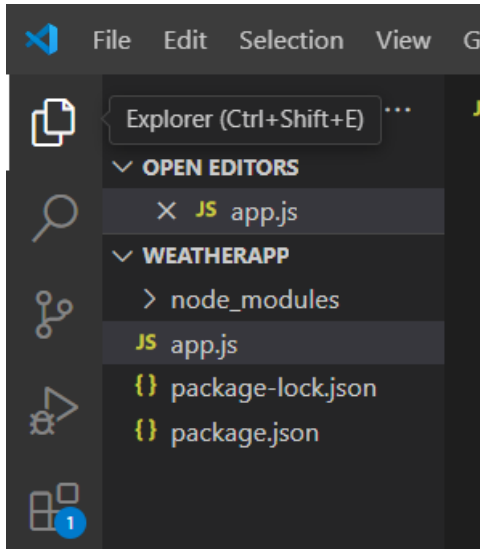 File Edit Selection View G
Explorer (Ctrl+Shift+E) ...
OPEN EDITORS
JS app.js
WEATHERAPP
node_modules
JS app.js
{} package-lock.json
{} package.json
1